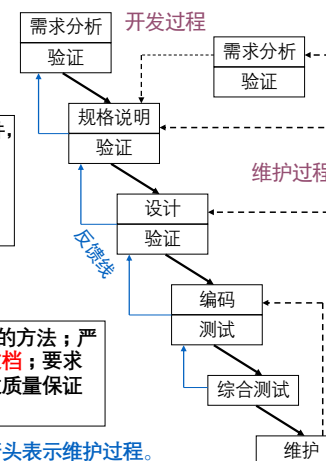 开发过程
需求分析
验证
需求分析
验证
规格说明
验证
维护过程
设计
验证
反馈线
编码
测试
的方法；严
档；要求
质量保证
综合测试
维护
头表示维护过程。